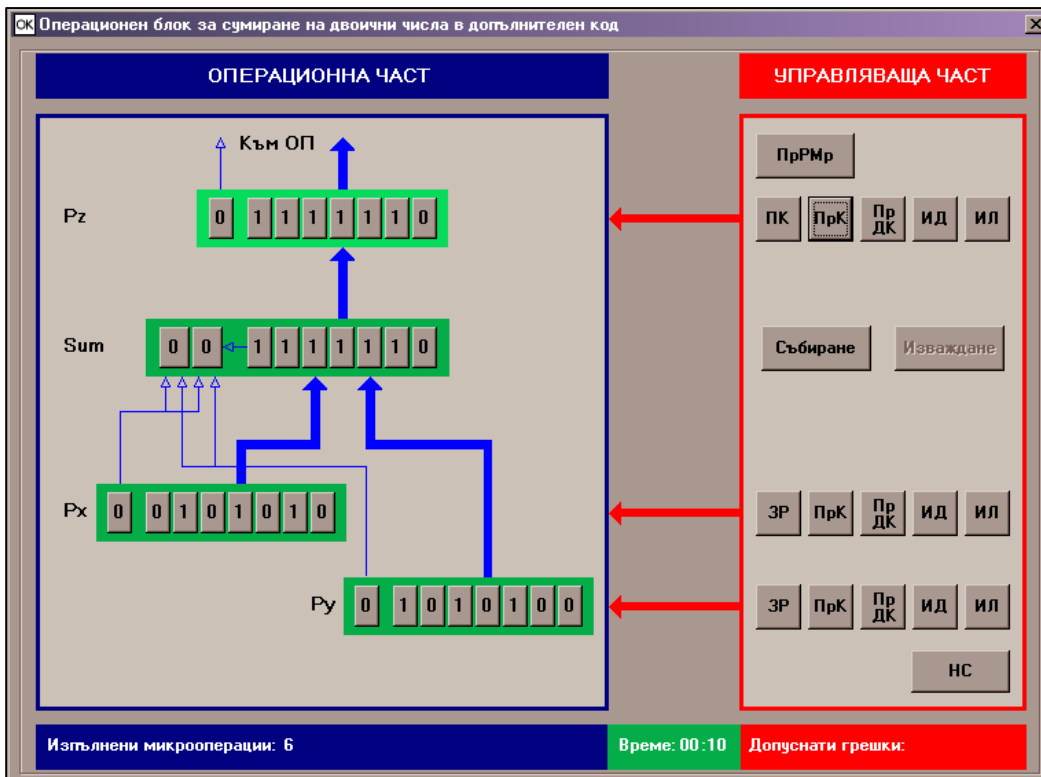 OK Операционен блок за сумиране на двоични числа в допълнителен код
ОПЕРАЦИОННА ЧАСТ
УПРАВЛЯВАЩА ЧАСТ
Към ОП
ПрРМр
Pz 0 1 1 1 1 1 1 0
ПК ПрК Пр ДК ИД ИЛ
Sum 0 0 1 1 1 1 1 1 0
Събиране Изваждане
Px 0 0 1 0 1 0 1 0
ЗР ПрК Пр ДК ИД ИЛ
Py 0 1 0 1 0 1 0 0
ЗР ПрК Пр ДК ИД ИЛ
НС
Изпълнени микрооперации: 6
Време: 00:10
Допуснати грешки: